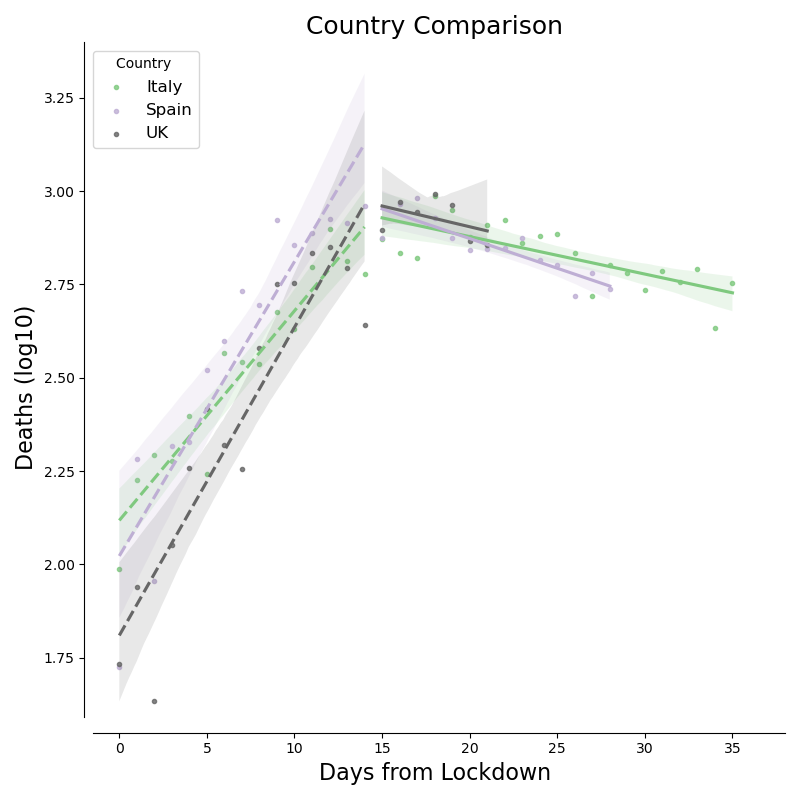 Country Comparison
Country
Italy
Spain
UK
3.25
3.00
2.75
2.50
2.25
2.00
1.75
Deaths (log10)
0 5 10 15 20 25 30 35
Days from Lockdown